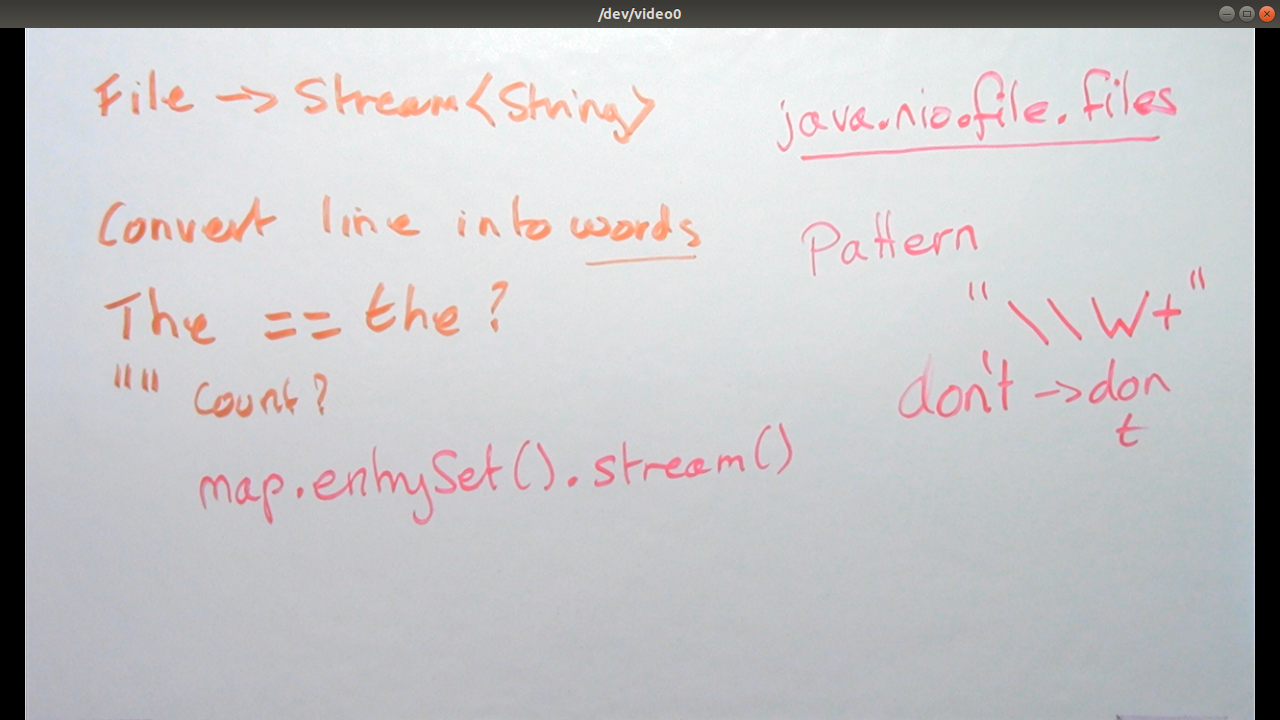 /dev/video0
File -> Stream<String>
java.nio.file.files
Convert line into words
Pattern
"\\W+"
The == the ?
"" count?
don't -> don
t
map.entrySet().stream()